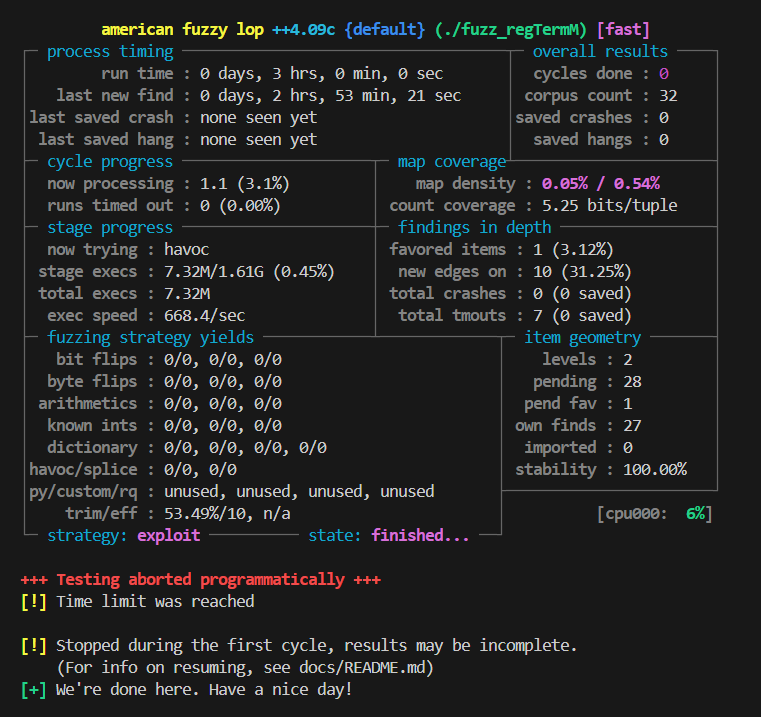 american fuzzy lop ++4.09c {default} (./fuzz_regTermM) [fast]
process timing overall results
run time : 0 days, 3 hrs, 0 min, 0 sec cycles done : 0
last new find : 0 days, 2 hrs, 53 min, 21 sec corpus count : 32
last saved crash : none seen yet saved crashes : 0
last saved hang : none seen yet saved hangs : 0
cycle progress map coverage
now processing : 1.1 (3.1%) map density : 0.05% / 0.54%
runs timed out : 0 (0.00%) count coverage : 5.25 bits/tuple
stage progress findings in depth
now trying : havoc favored items : 1 (3.12%)
stage execs : 7.32M/1.61G (0.45%) new edges on : 10 (31.25%)
total execs : 7.32M total crashes : 0 (0 saved)
exec speed : 668.4/sec total tmouts : 7 (0 saved)
fuzzing strategy yields item geometry
bit flips : 0/0, 0/0, 0/0 levels : 2
byte flips : 0/0, 0/0, 0/0 pending : 28
arithmetics : 0/0, 0/0, 0/0 pend fav : 1
known ints : 0/0, 0/0, 0/0 own finds : 27
dictionary : 0/0, 0/0, 0/0, 0/0 imported : 0
havoc/splice : 0/0, 0/0 stability : 100.00%
py/custom/rq : unused, unused, unused, unused
trim/eff : 53.49%/10, n/a [cpu000: 6%]
strategy: exploit state: finished...
+++ Testing aborted programmatically +++
[!] Time limit was reached
[!] Stopped during the first cycle, results may be incomplete.
(For info on resuming, see docs/README.md)
[+] We're done here. Have a nice day!